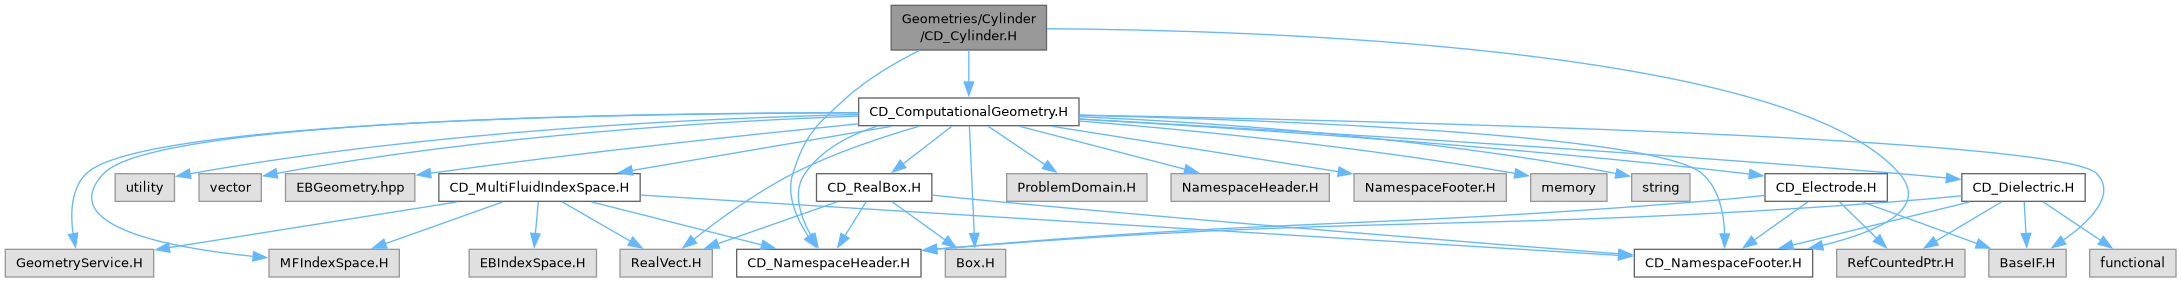 Geometries/Cylinder
/CD_Cylinder.H
CD_ComputationalGeometry.H
utility
vector
EBGeometry.hpp
CD_MultiFluidIndexSpace.H
CD_RealBox.H
ProblemDomain.H
NamespaceHeader.H
NamespaceFooter.H
memory
string
CD_Electrode.H
CD_Dielectric.H
GeometryService.H
MFIndexSpace.H
EBIndexSpace.H
RealVect.H
CD_NamespaceHeader.H
Box.H
CD_NamespaceFooter.H
RefCountedPtr.H
BaseIF.H
functional